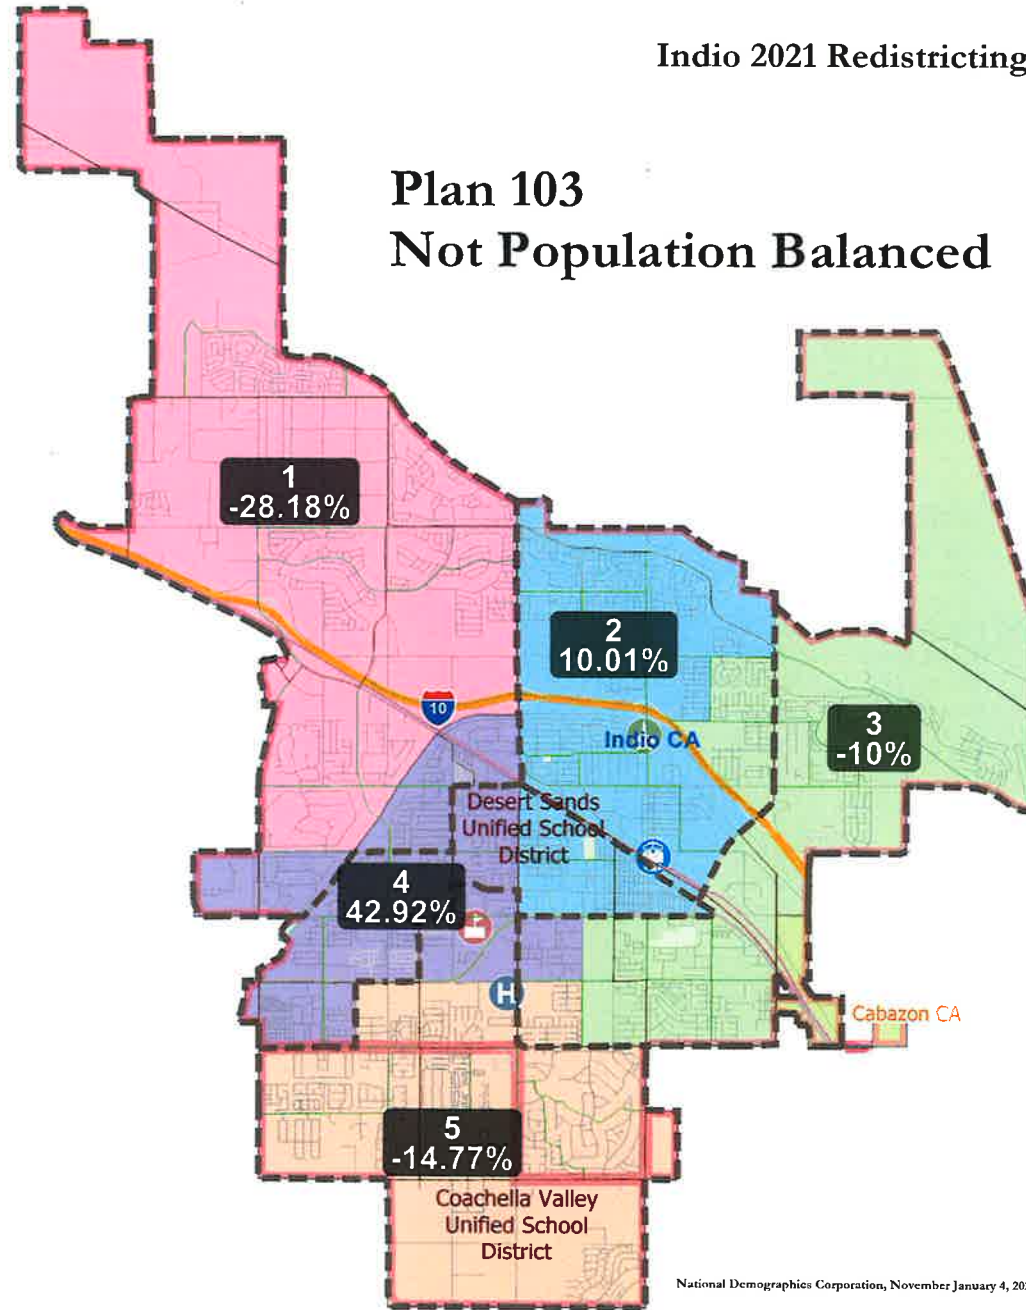 Indio 2021 Redistricting
Plan 103
Not Population Balanced
1
-28.18%
2
10.01%
10
3
-10%
Indio CA
Desert Sands
Unified School
District
4
42.92%
H
Cabazon CA
5
-14.77%
Coachella Valley
Unified School
District
National Demographics Corporation, November January 4, 20